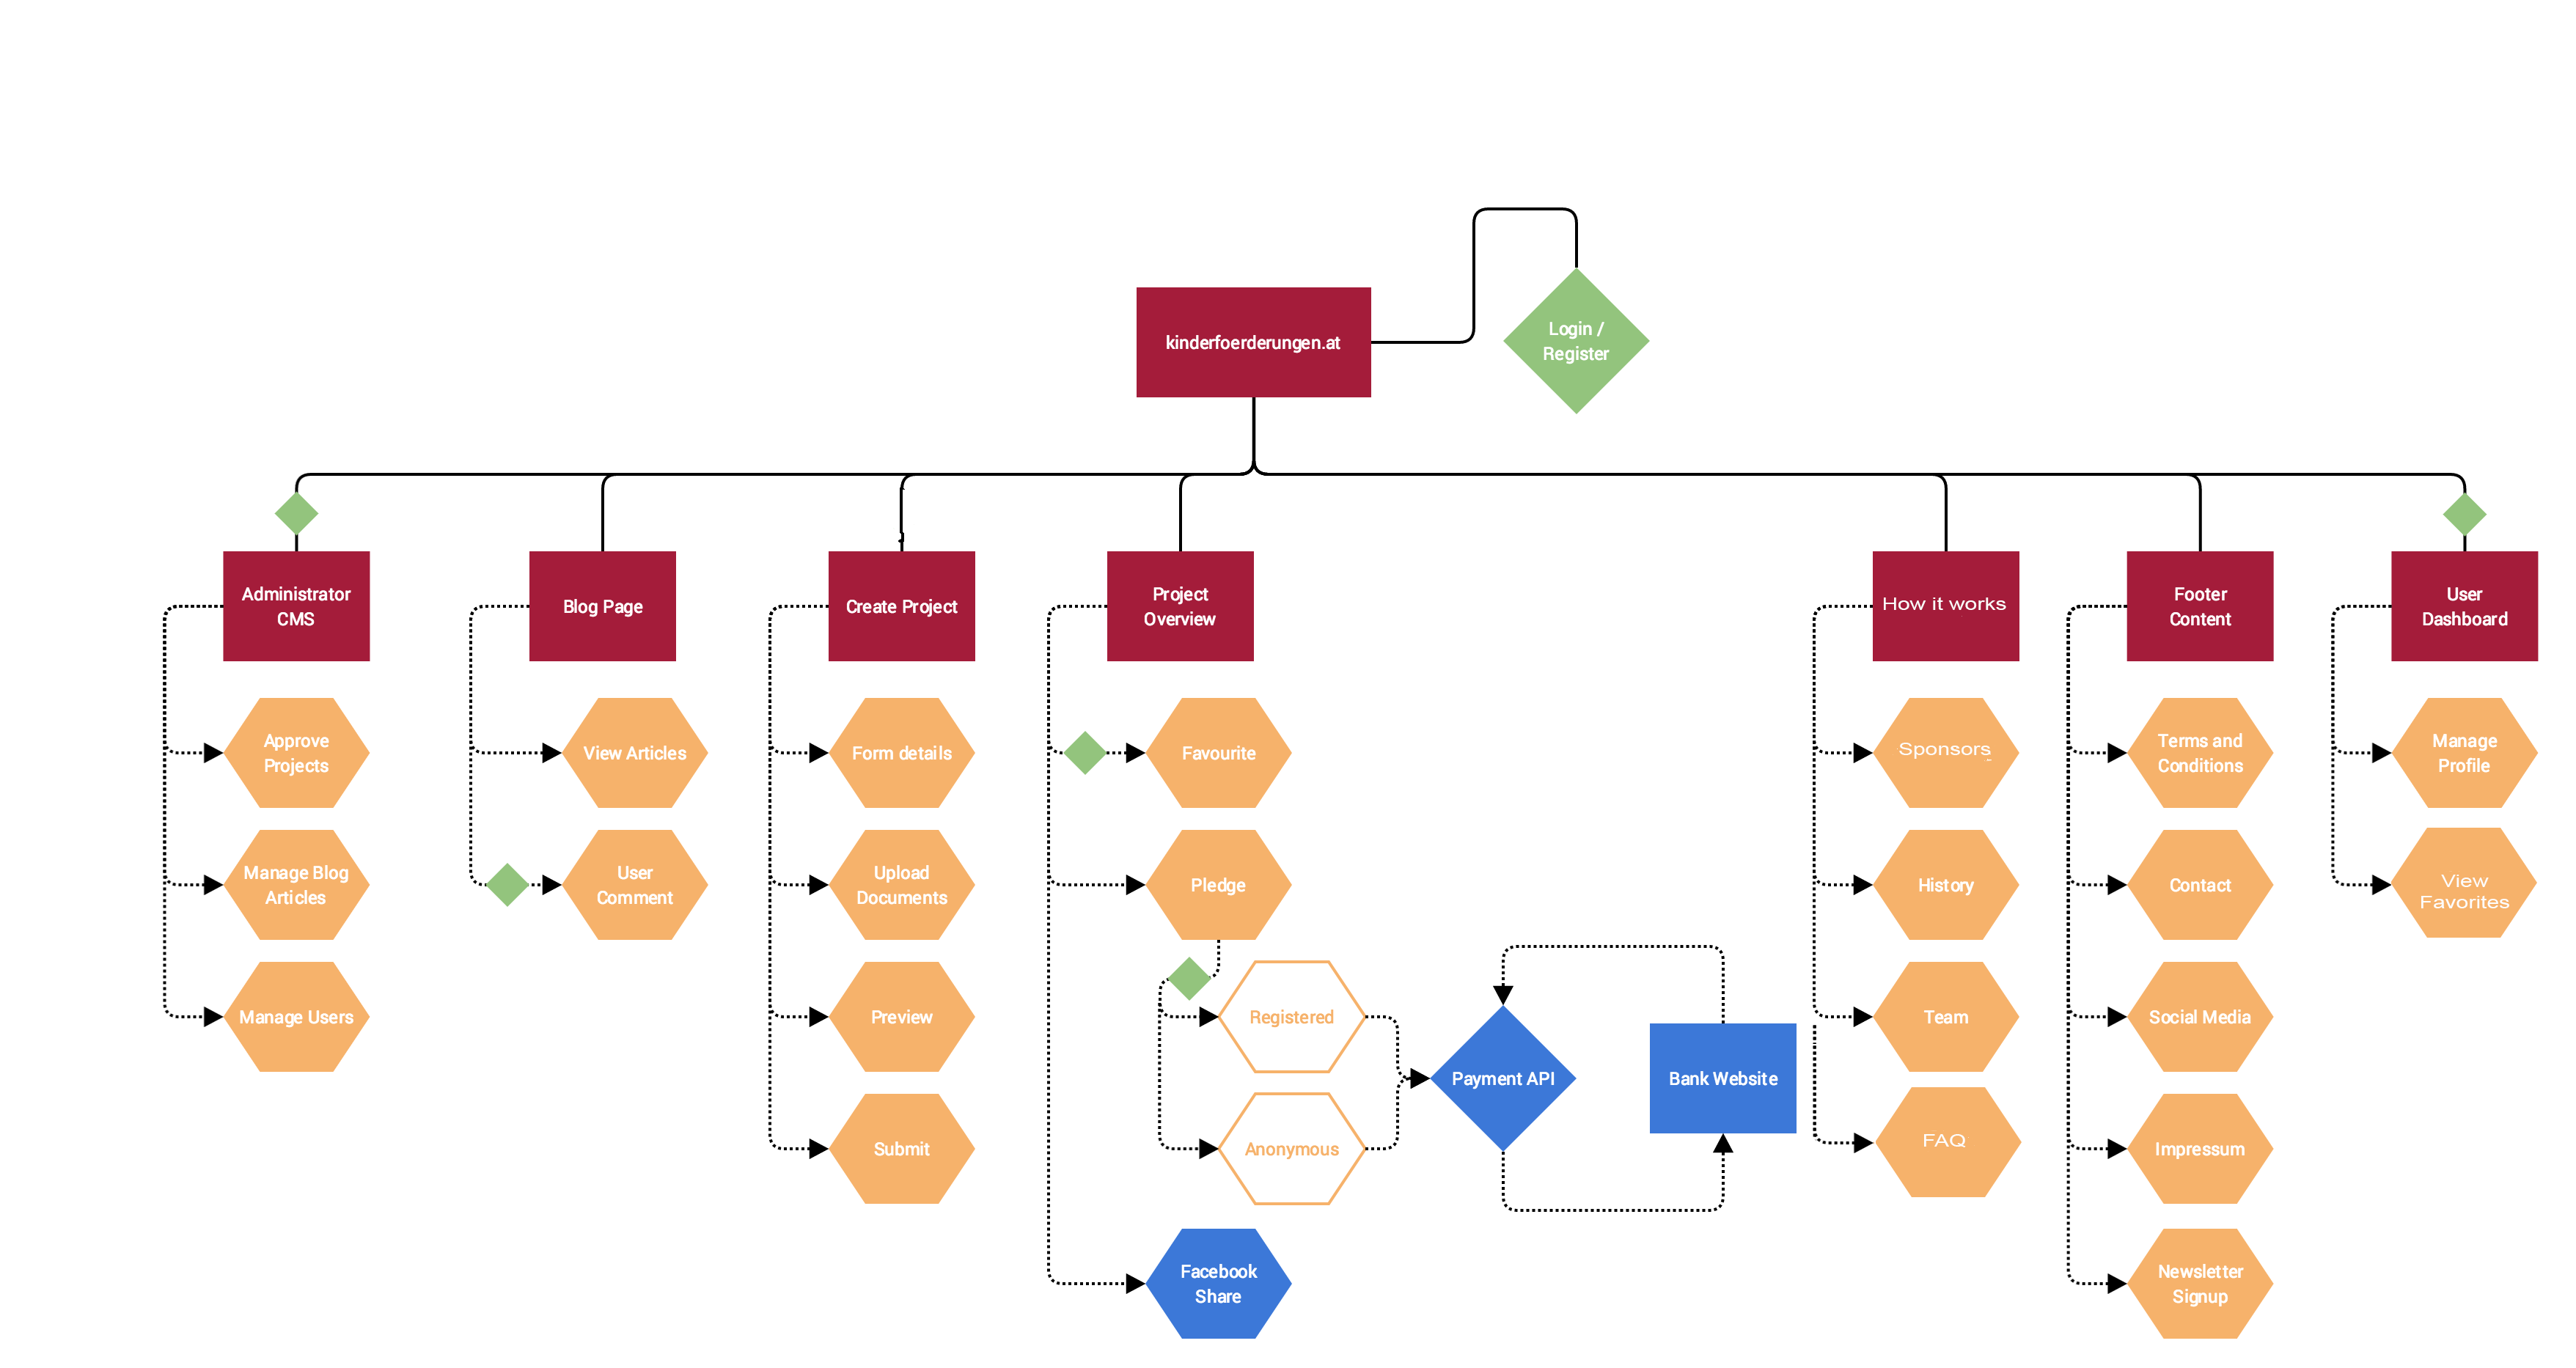 kinderfoerderungen.at
Login /
Register
Administrator
CMS
Blog Page
Create Project
Project
Overview
How it works
Footer
Content
User
Dashboard
Approve
Projects
Manage Blog
Articles
Manage Users
View Articles
User
Comment
Form details
Upload
Documents
Preview
Submit
Favourite
Pledge
Registered
Anonymous
Facebook
Share
Payment API
Bank Website
Sponsors
History
Team
FAQ
Terms and
Conditions
Contact
Social Media
Impressum
Newsletter
Signup
Manage
Profile
View
Favorites